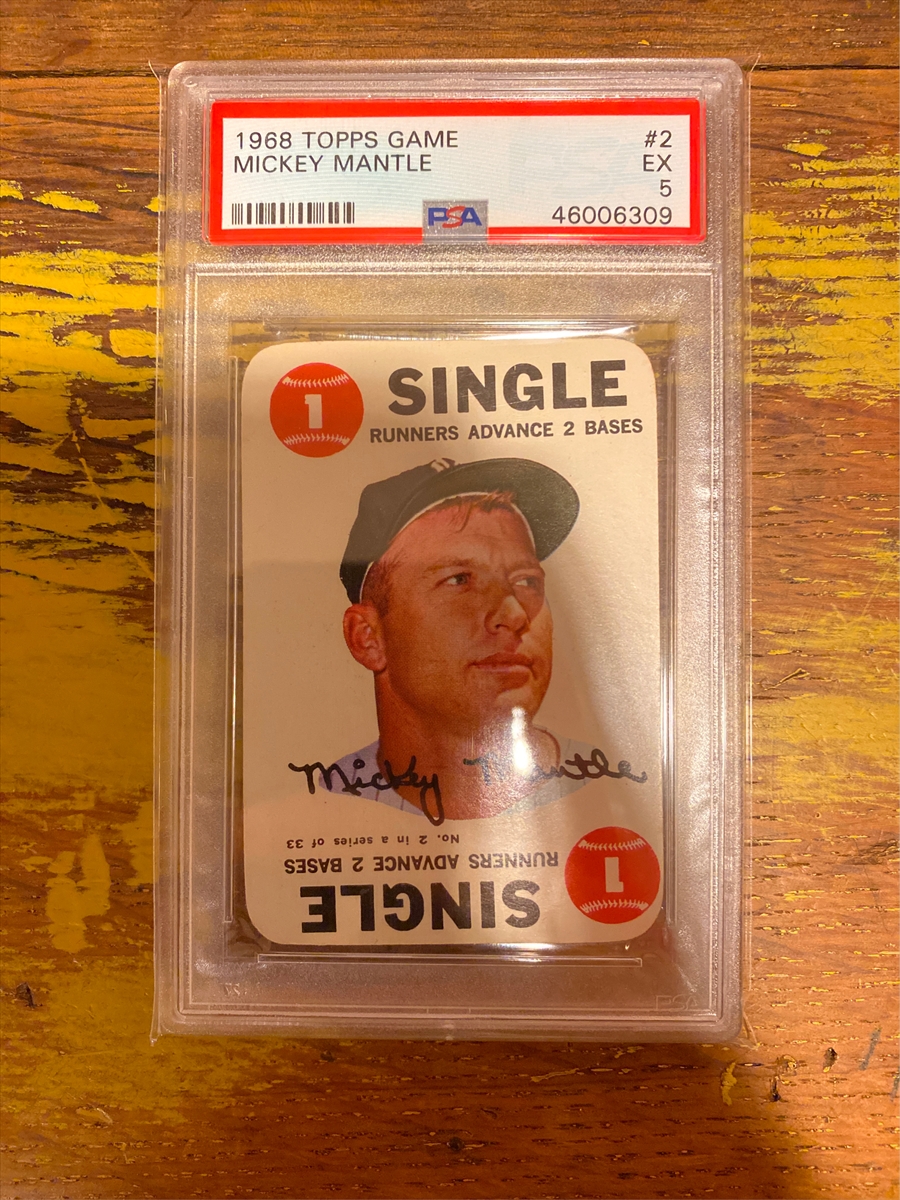 1968 TOPPS GAME #2
MICKEY MANTLE EX
5
PSA 46006309
1 SINGLE
RUNNERS ADVANCE 2 BASES
Mickey Mantle
No. 2 in a series of 33
RUNNERS ADVANCE 2 BASES
1 SINGLE
PSA